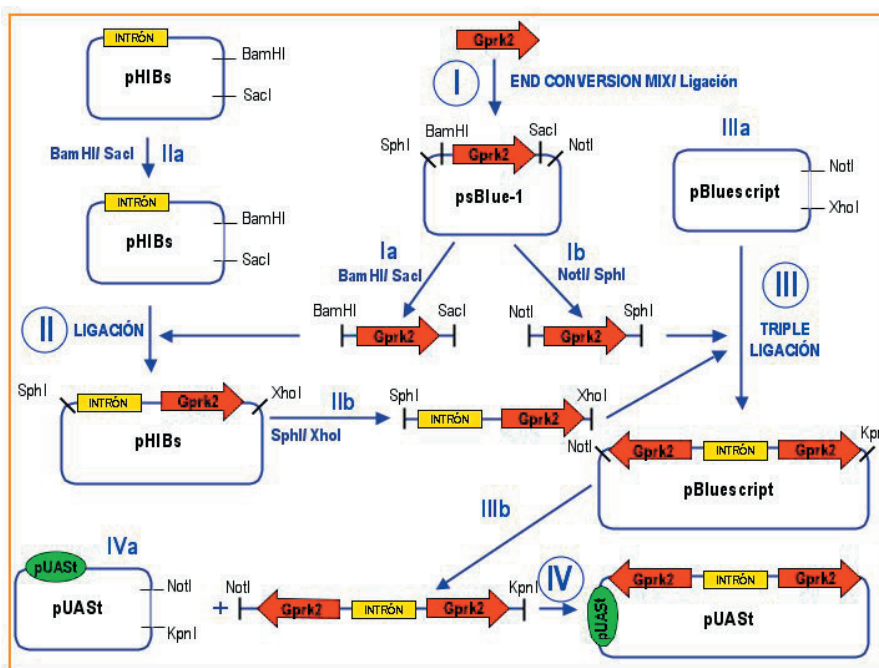 Gprk2
I
END CONVERSION MIX/ Ligación
INTRÓN
pHIBs
BamHI
SacI
BamHI/ SacI
IIa
INTRÓN
pHIBs
BamHI
SacI
SphI
BamHI
Gprk2
SacI
NotI
psBlue-1
IIIa
pBluescript
NotI
XhoI
Ia
BamHI/ SacI
Ib
NotI/ SphI
II
LIGACIÓN
BamHI
Gprk2
SacI
NotI
Gprk2
SphI
III
TRIPLE
LIGACIÓN
SphI
INTRÓN
Gprk2
XhoI
pHIBs
IIb
SphI/ XhoI
SphI
INTRÓN
Gprk2
XhoI
NotI
Gprk2
INTRÓN
Gprk2
Kpn
pBluescript
IIIb
IVa
pUASt
pUASt
NotI
KpnI
+
NotI
Gprk2
INTRÓN
Gprk2
KpnI
IV
pUASt
Gprk2
INTRÓN
Gprk2
pUASt